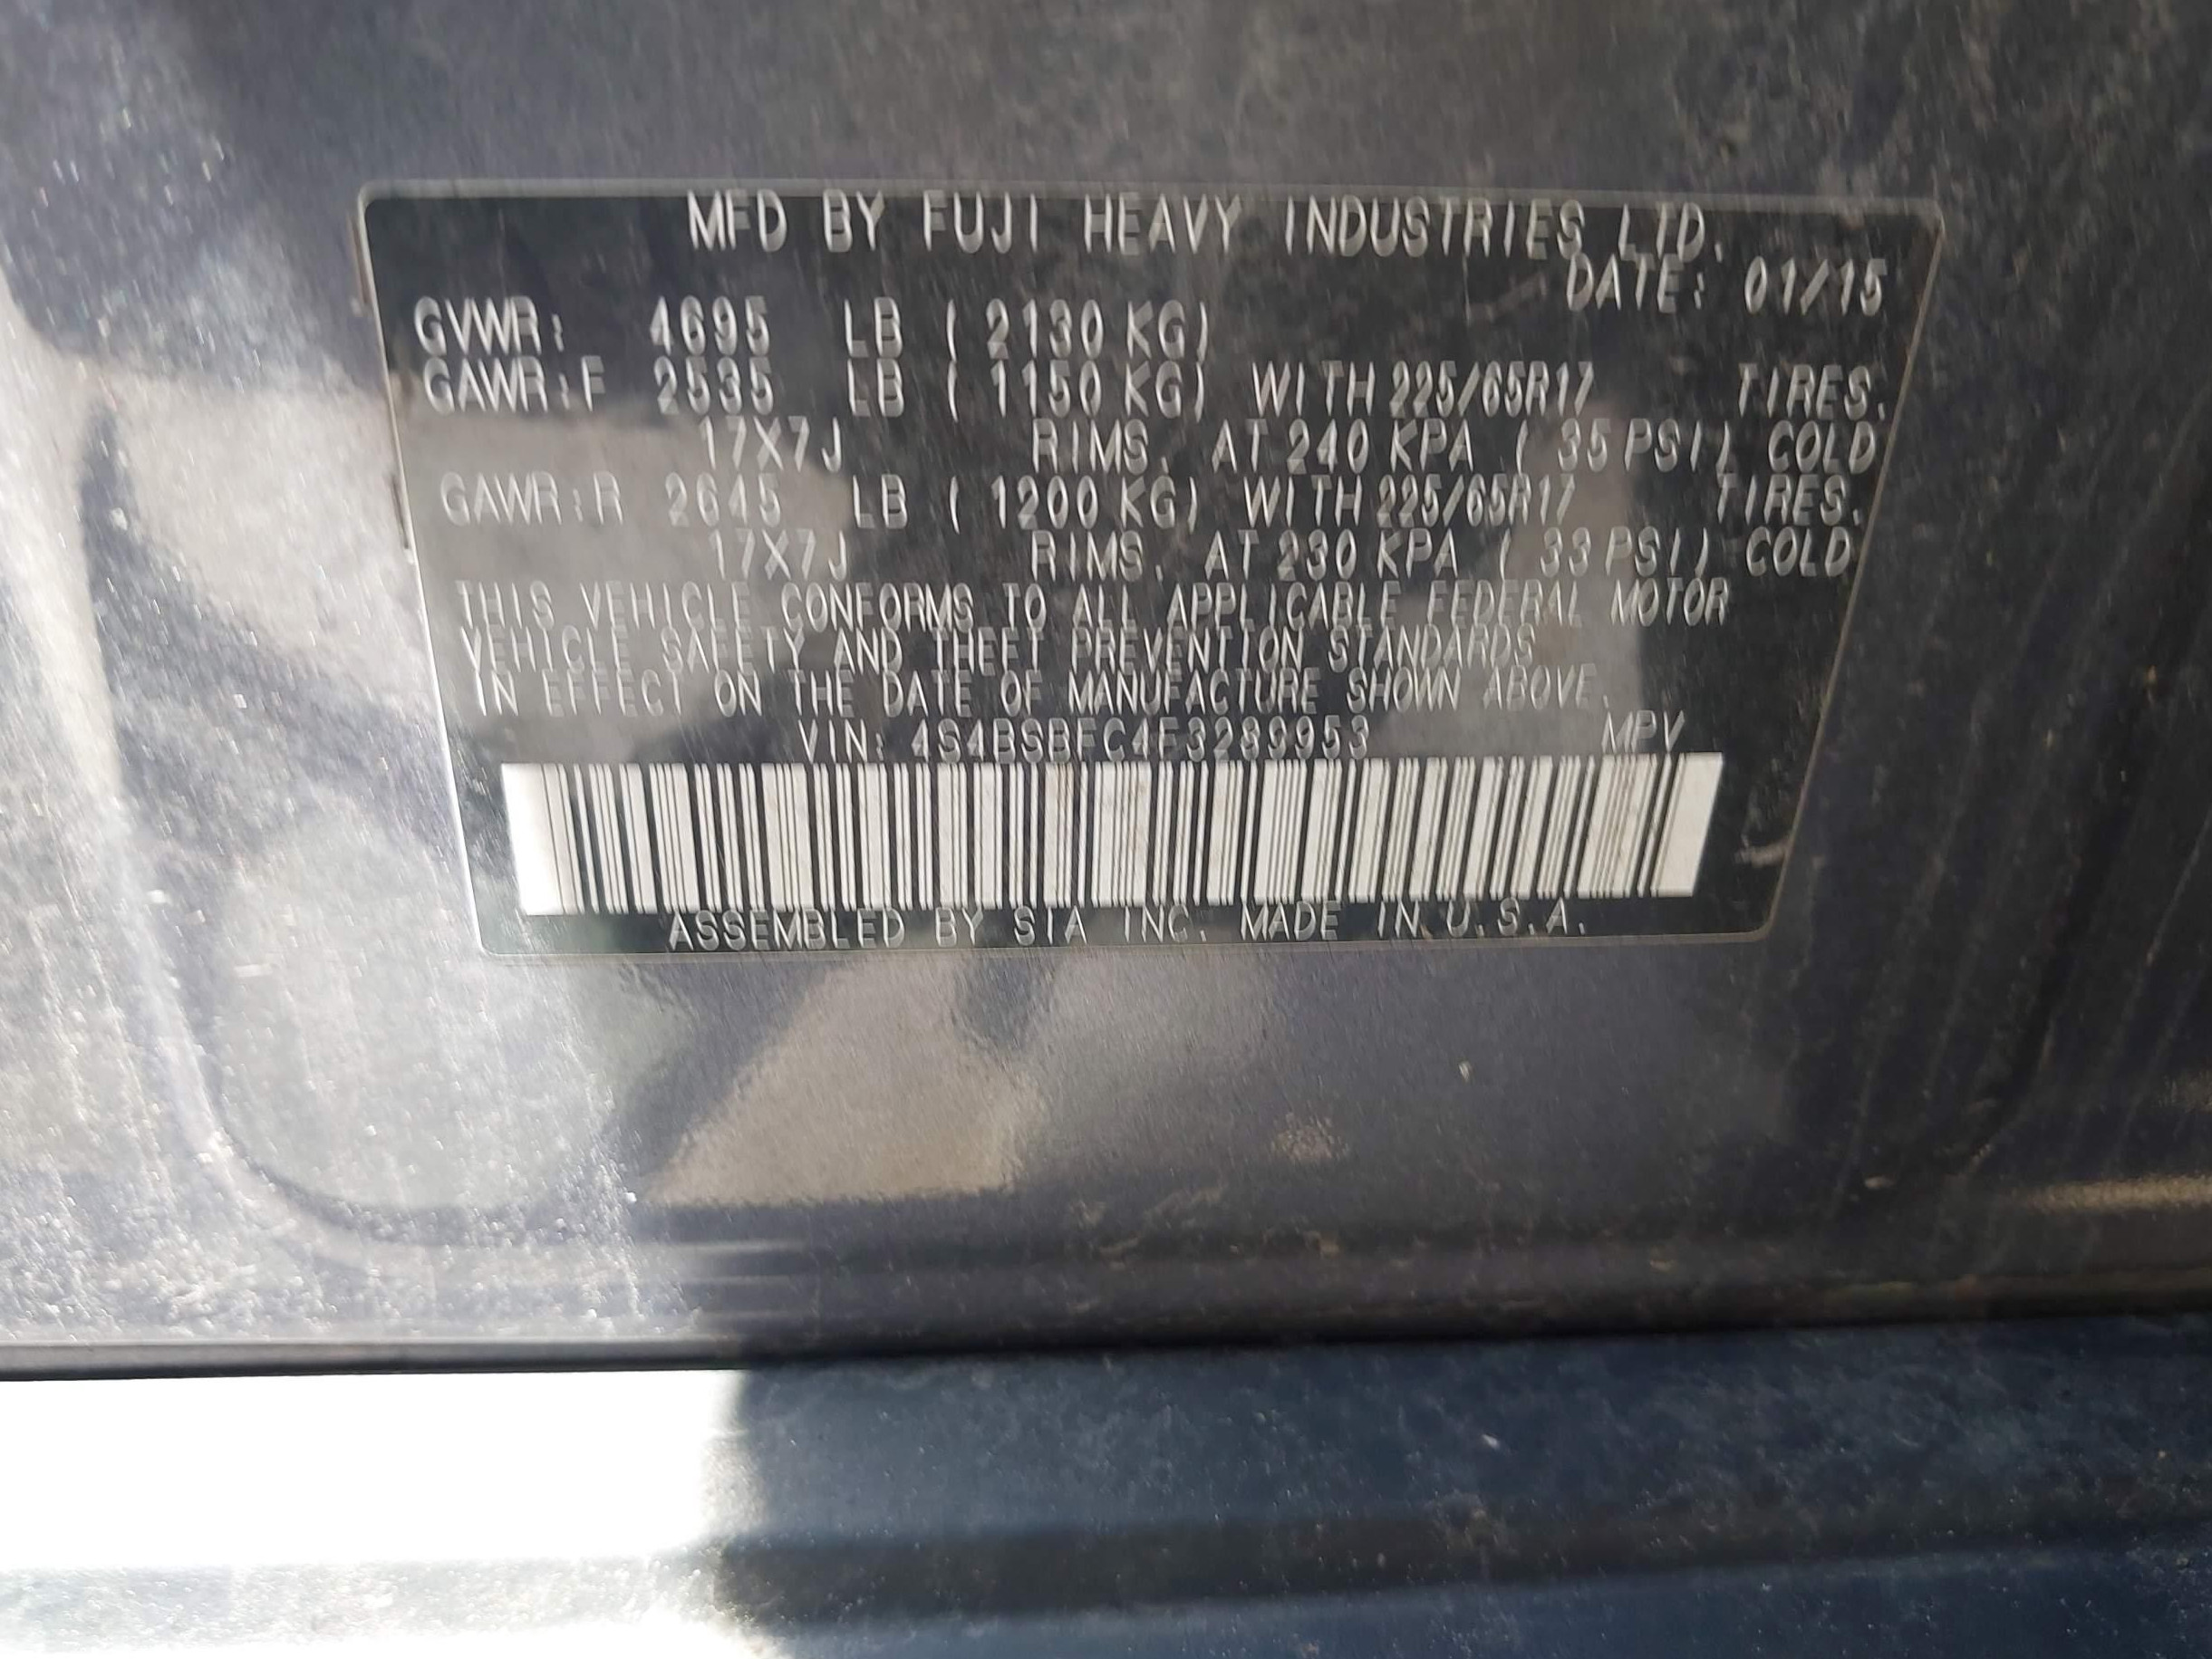 MFD BY FUJI HEAVY INDUSTRIES LTD.
DATE: 01/15
GVWR: 4695 LB ( 2130 KG)
GAWR:F 2535 LB ( 1150 KG) WITH 225/65R17 TIRES.
17X7J RIMS. AT 240 KPA ( 35 PSI) COLD
GAWR:R 2645 LB ( 1200 KG) WITH 225/65R17 TIRES.
17X7J RIMS. AT 230 KPA ( 33 PSI) COLD
THIS VEHICLE CONFORMS TO ALL APPLICABLE FEDERAL MOTOR
VEHICLE SAFETY AND THEFT PREVENTION STANDARDS
IN EFFECT ON THE DATE OF MANUFACTURE SHOWN ABOVE.
VIN: 4S4BSBFC4F3289953 MPV
ASSEMBLED BY SIA INC. MADE IN U.S.A.